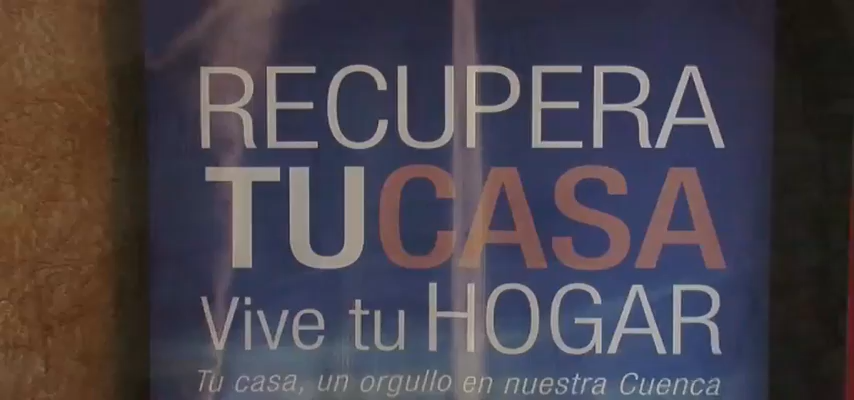 RECUPERA
TUCASA
Vive tu HOGAR
Tu casa, un orgullo en nuestra Cuenca